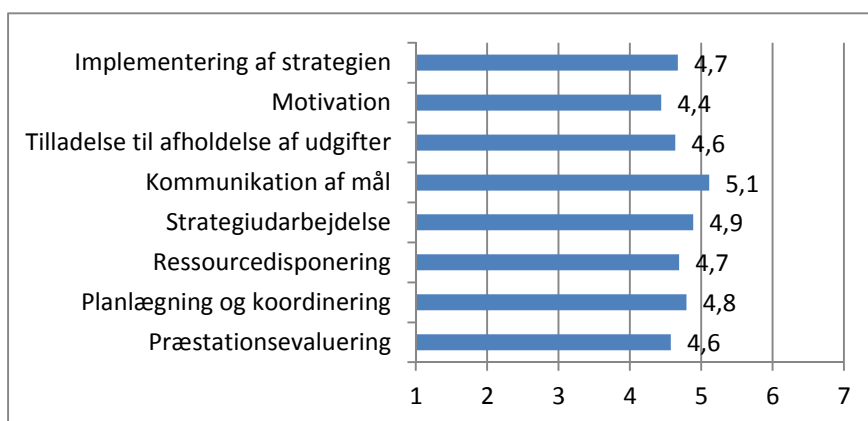 Implementering af strategien 4,7
Motivation 4,4
Tilladelse til afholdelse af udgifter 4,6
Kommunikation af mål 5,1
Strategiudarbejdelse 4,9
Ressourcedisponering 4,7
Planlægning og koordinering 4,8
Præstationsevaluering 4,6
1 2 3 4 5 6 7